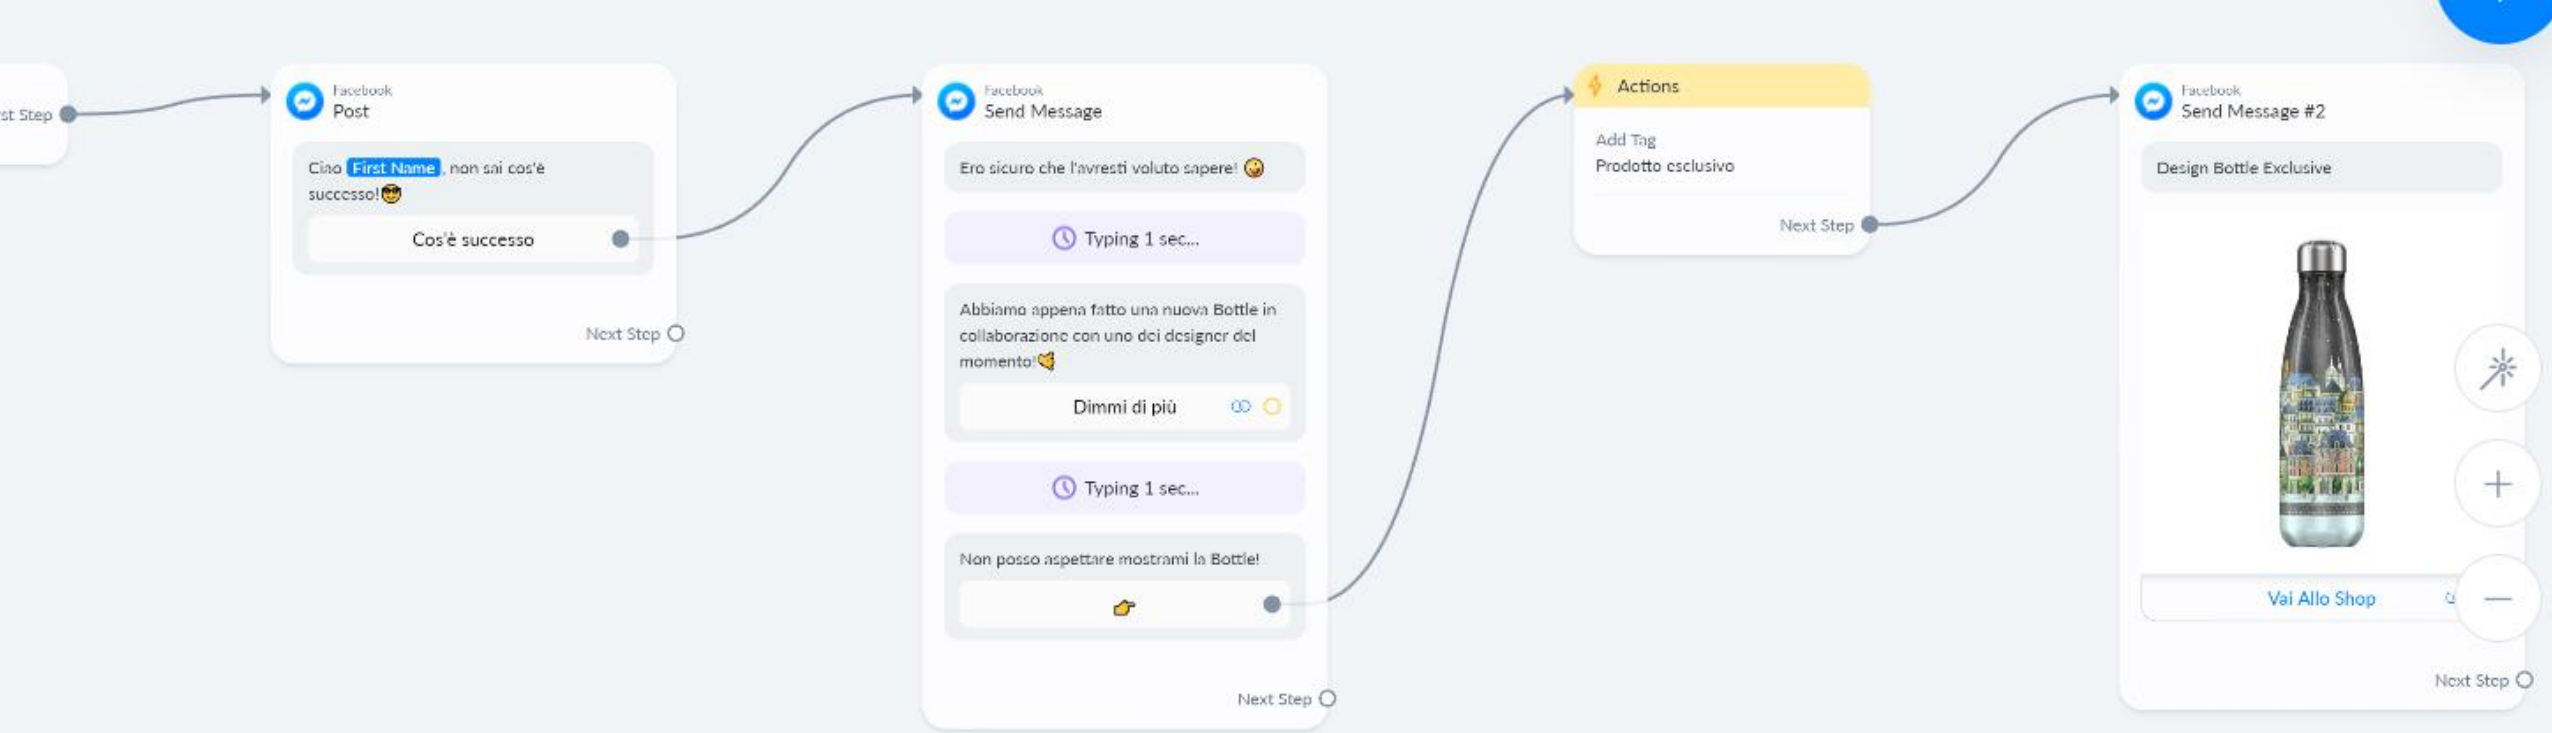 st Step
Facebook
Post
Ciao First Name, non sai cos'è
successo!😎
Cos'è successo
Next Step
Facebook
Send Message
Ero sicuro che l'avresti voluto sapere! 😜
Typing 1 sec...
Abbiamo appena fatto una nuova Bottle in
collaborazione con uno dei designer del
momento!
Dimmi di più
Typing 1 sec...
Non posso aspettare mostrami la Bottle!
👉
Next Step
Actions
Add Tag
Prodotto esclusivo
Next Step
Facebook
Send Message #2
Design Bottle Exclusive
Vai Allo Shop
Next Step